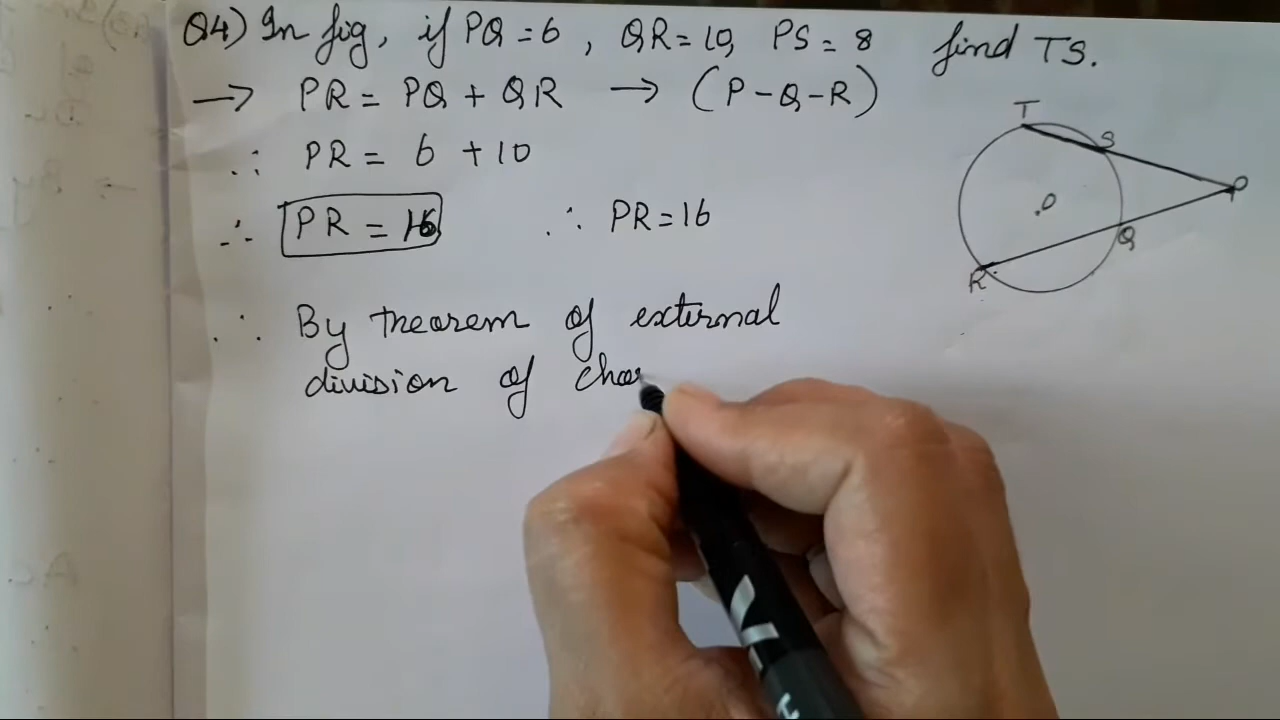 Q4) In fig, if PQ = 6, QR = 10, PS = 8 find TS.
→ PR = PQ + QR → (P-Q-R)
∴ PR = 6 + 10
∴ PR = 16 ∴ PR = 16
∴ By theorem of external
division of chor
T
S
P
O
Q
R